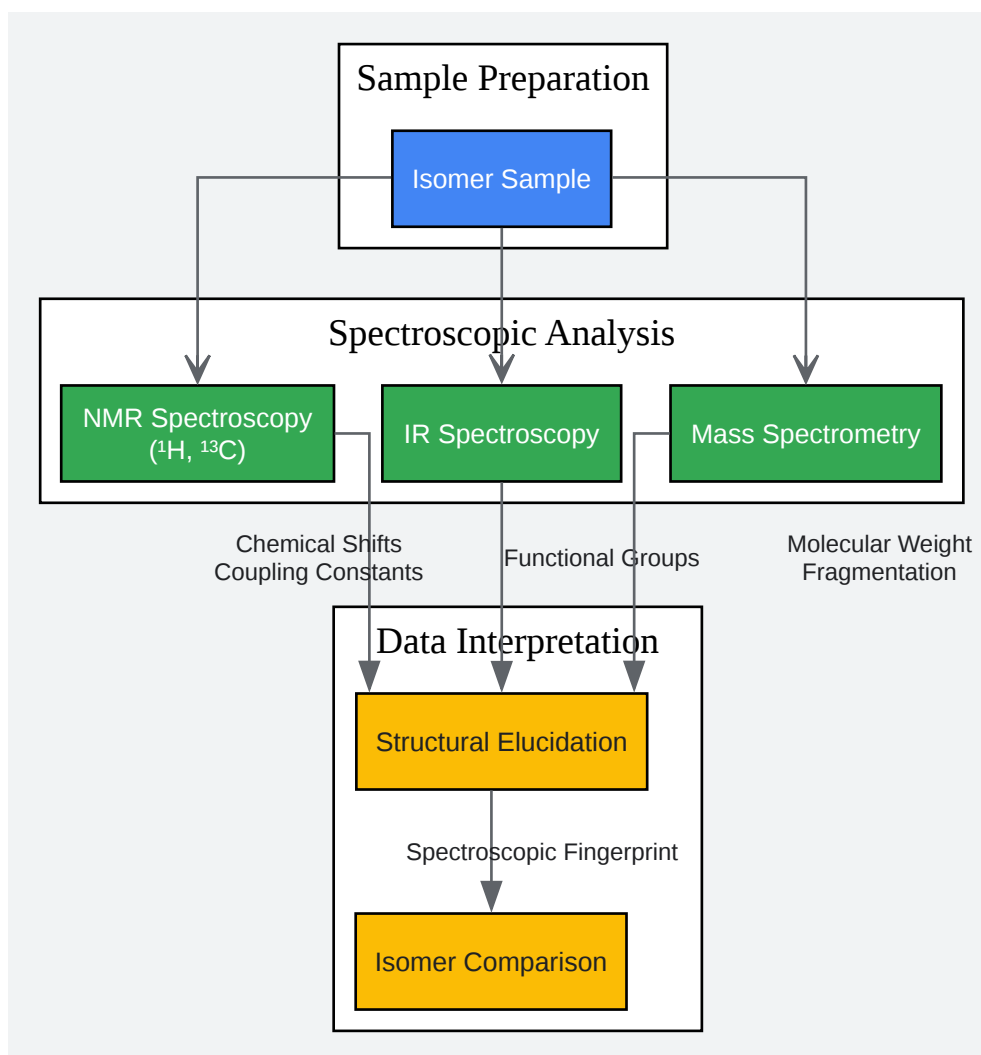 Sample Preparation
Isomer Sample
Spectroscopic Analysis
NMR Spectroscopy
(¹H, ¹³C)
IR Spectroscopy
Mass Spectrometry
Chemical Shifts
Coupling Constants
Functional Groups
Molecular Weight
Fragmentation
Data Interpretation
Structural Elucidation
Spectroscopic Fingerprint
Isomer Comparison